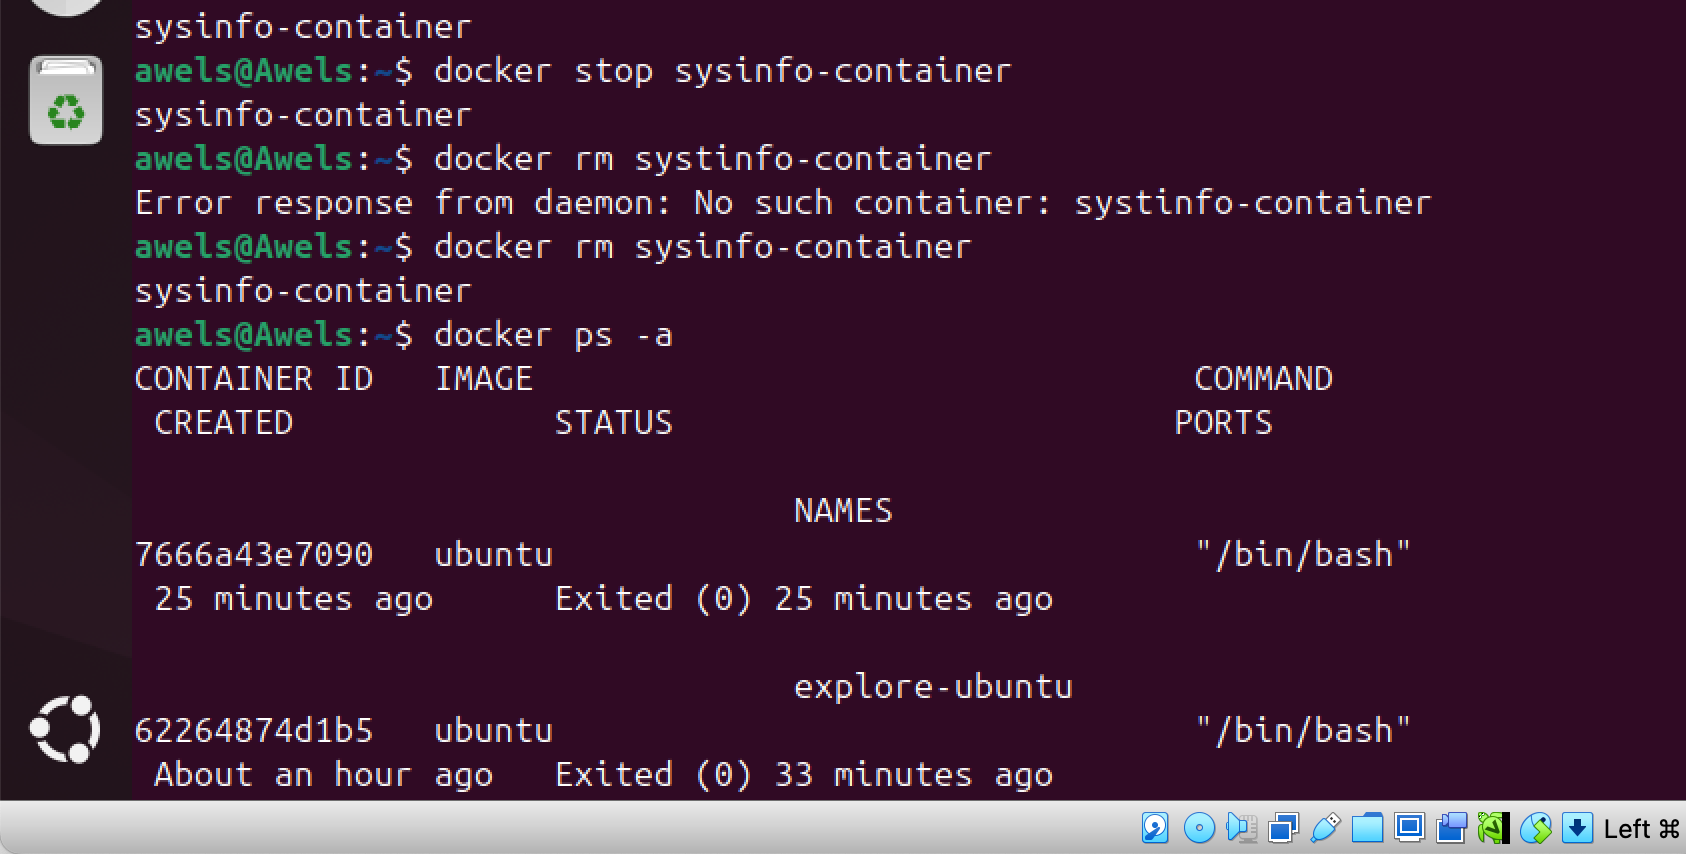 sysinfo-container
awels@Awels:~$ docker stop sysinfo-container
sysinfo-container
awels@Awels:~$ docker rm systinfo-container
Error response from daemon: No such container: systinfo-container
awels@Awels:~$ docker rm sysinfo-container
sysinfo-container
awels@Awels:~$ docker ps -a
CONTAINER ID   IMAGE                                 COMMAND
 CREATED             STATUS                         PORTS
                                 NAMES
7666a43e7090   ubuntu                                "/bin/bash"
 25 minutes ago      Exited (0) 25 minutes ago
                                 explore-ubuntu
62264874d1b5   ubuntu                                "/bin/bash"
 About an hour ago   Exited (0) 33 minutes ago
Left ⌘